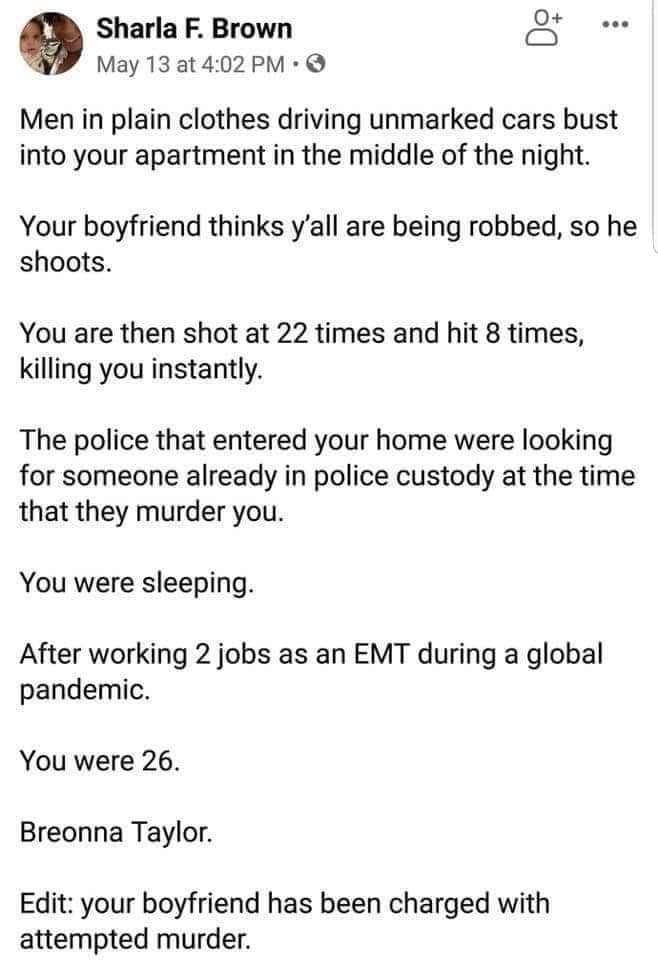 Sharla F. Brown
May 13 at 4:02 PM •
Men in plain clothes driving unmarked cars bust
into your apartment in the middle of the night.
Your boyfriend thinks y'all are being robbed, so he
shoots.
You are then shot at 22 times and hit 8 times,
killing you instantly.
The police that entered your home were looking
for someone already in police custody at the time
that they murder you.
You were sleeping.
After working 2 jobs as an EMT during a global
pandemic.
You were 26.
Breonna Taylor.
Edit: your boyfriend has been charged with
attempted murder.